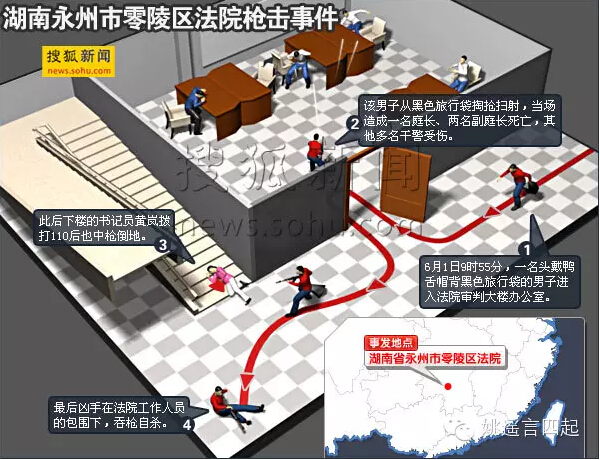 湖南永州市零陵区法院枪击事件
搜狐新闻
news.sohu.com
该男子从黑色旅行袋掏抢扫射，当场
造成一名庭长、两名副庭长死亡，其
他多名干警受伤。
2
搜狐新闻
news.sohu.com
此后下楼的书记员黄岚拨
打110后也中枪倒地。
3
1
6月1日9时55分，一名头戴鸭
舌帽背黑色旅行袋的男子进
入法院审判大楼办公室。
事发地点
湖南省永州市零陵区法院
最后凶手在法院工作人员
的包围下，吞枪自杀。
4
姚遥言四起